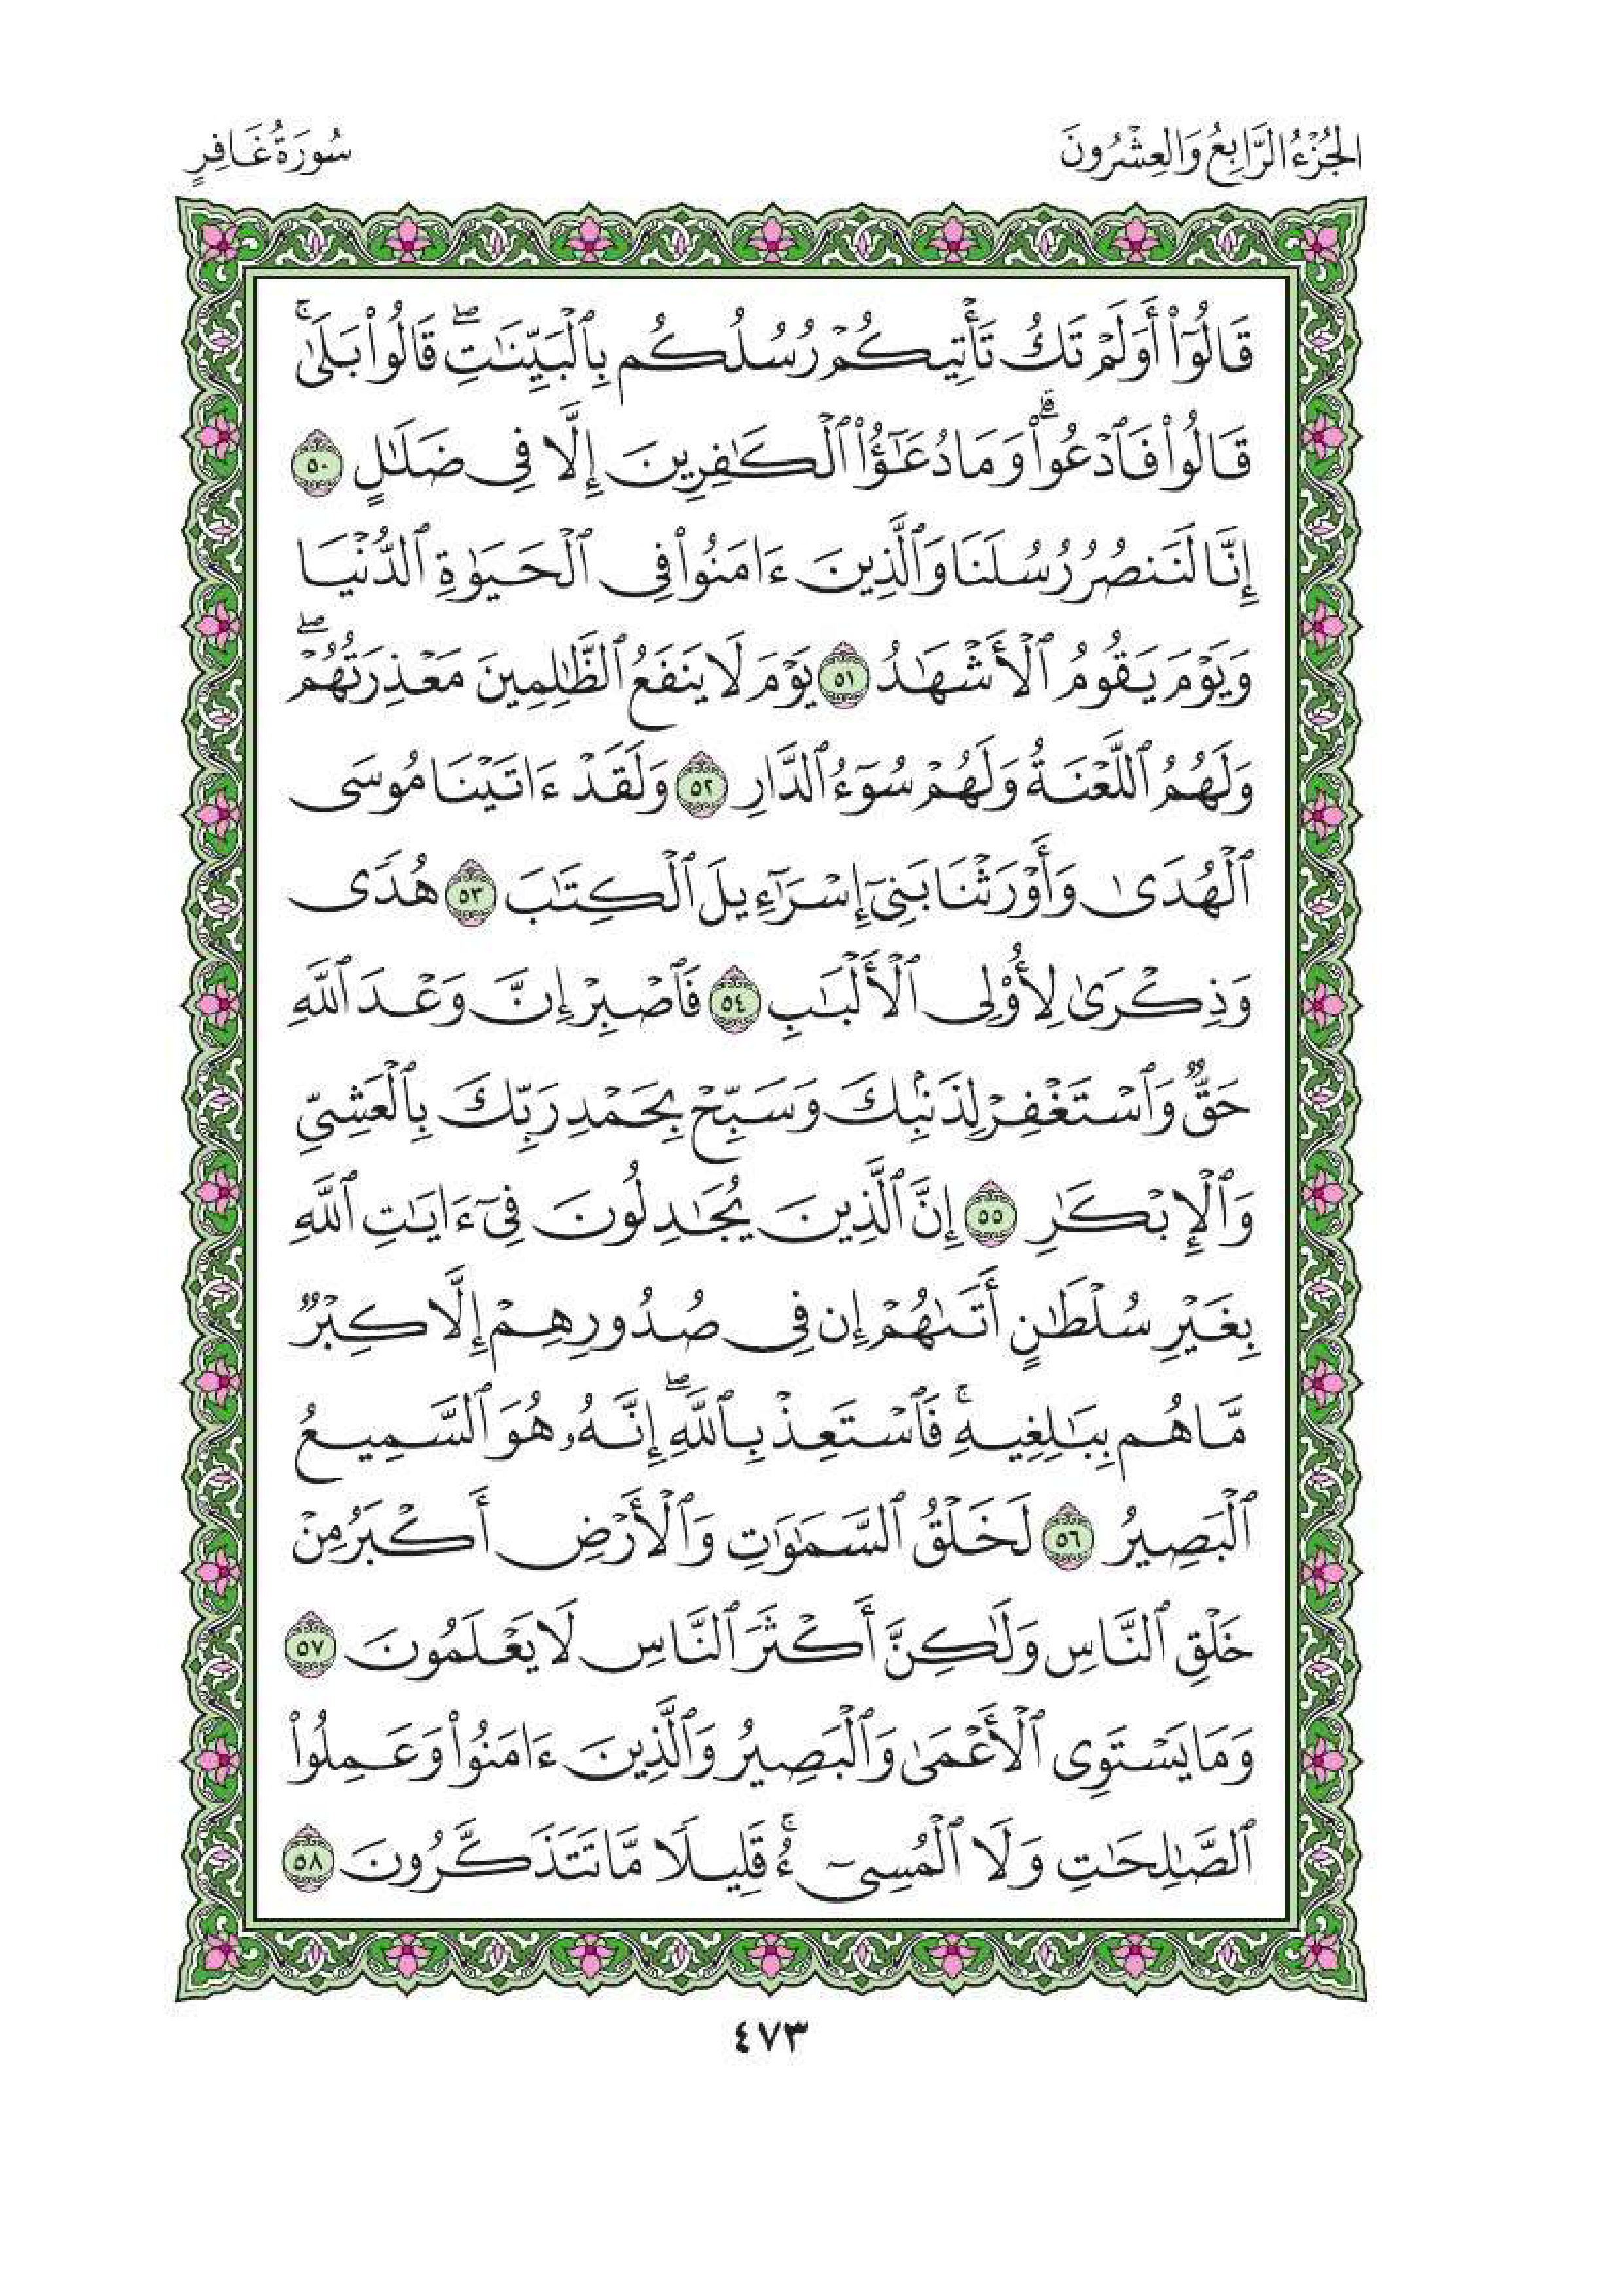 الجُزْءُ الرَّابِعُ وَالعِشْرُونَ
سُورَةُ غَافِرٍ
قَالُوٓا۟ أَوَلَمْ تَكُ تَأْتِيكُمْ رُسُلُكُم بِٱلْبَيِّنَـٰتِ ۖ قَالُوا۟ بَلَىٰ ۚ
قَالُوا۟ فَٱدْعُوا۟ ۗ وَمَا دُعَـٰٓؤُا۟ ٱلْكَـٰفِرِينَ إِلَّا فِى ضَلَـٰلٍ ٥٠
إِنَّا لَنَنصُرُ رُسُلَنَا وَٱلَّذِينَ ءَامَنُوا۟ فِى ٱلْحَيَوٰةِ ٱلدُّنْيَا
وَيَوْمَ يَقُومُ ٱلْأَشْهَـٰدُ ٥١ يَوْمَ لَا يَنفَعُ ٱلظَّـٰلِمِينَ مَعْذِرَتُهُمْ ۖ
وَلَهُمُ ٱللَّعْنَةُ وَلَهُمْ سُوٓءُ ٱلدَّارِ ٥٢ وَلَقَدْ ءَاتَيْنَا مُوسَى
ٱلْهُدَىٰ وَأَوْرَثْنَا بَنِىٓ إِسْرَٰٓءِيلَ ٱلْكِتَـٰبَ ٥٣ هُدًى
وَذِكْرَىٰ لِأُو۟لِى ٱلْأَلْبَـٰبِ ٥٤ فَٱصْبِرْ إِنَّ وَعْدَ ٱللَّهِ
حَقٌّ وَٱسْتَغْفِرْ لِذَنۢبِكَ وَسَبِّحْ بِحَمْدِ رَبِّكَ بِٱلْعَشِىِّ
وَٱلْإِبْكَـٰرِ ٥٥ إِنَّ ٱلَّذِينَ يُجَـٰدِلُونَ فِىٓ ءَايَـٰتِ ٱللَّهِ
بِغَيْرِ سُلْطَـٰنٍ أَتَىٰهُمْ إِن فِى صُدُورِهِمْ إِلَّا كِبْرٌ
مَّا هُم بِبَـٰلِغِيهِ ۚ فَٱسْتَعِذْ بِٱللَّهِ ۖ إِنَّهُۥ هُوَ ٱلسَّمِيعُ
ٱلْبَصِيرُ ٥٦ لَخَلْقُ ٱلسَّمَـٰوَٰتِ وَٱلْأَرْضِ أَكْبَرُ مِنْ
خَلْقِ ٱلنَّاسِ وَلَـٰكِنَّ أَكْثَرَ ٱلنَّاسِ لَا يَعْلَمُونَ ٥٧
وَمَا يَسْتَوِى ٱلْأَعْمَىٰ وَٱلْبَصِيرُ وَٱلَّذِينَ ءَامَنُوا۟ وَعَمِلُوا۟
ٱلصَّـٰلِحَـٰتِ وَلَا ٱلْمُسِىٓءُ ۚ قَلِيلًا مَّا تَتَذَكَّرُونَ ٥٨
٤٧٣